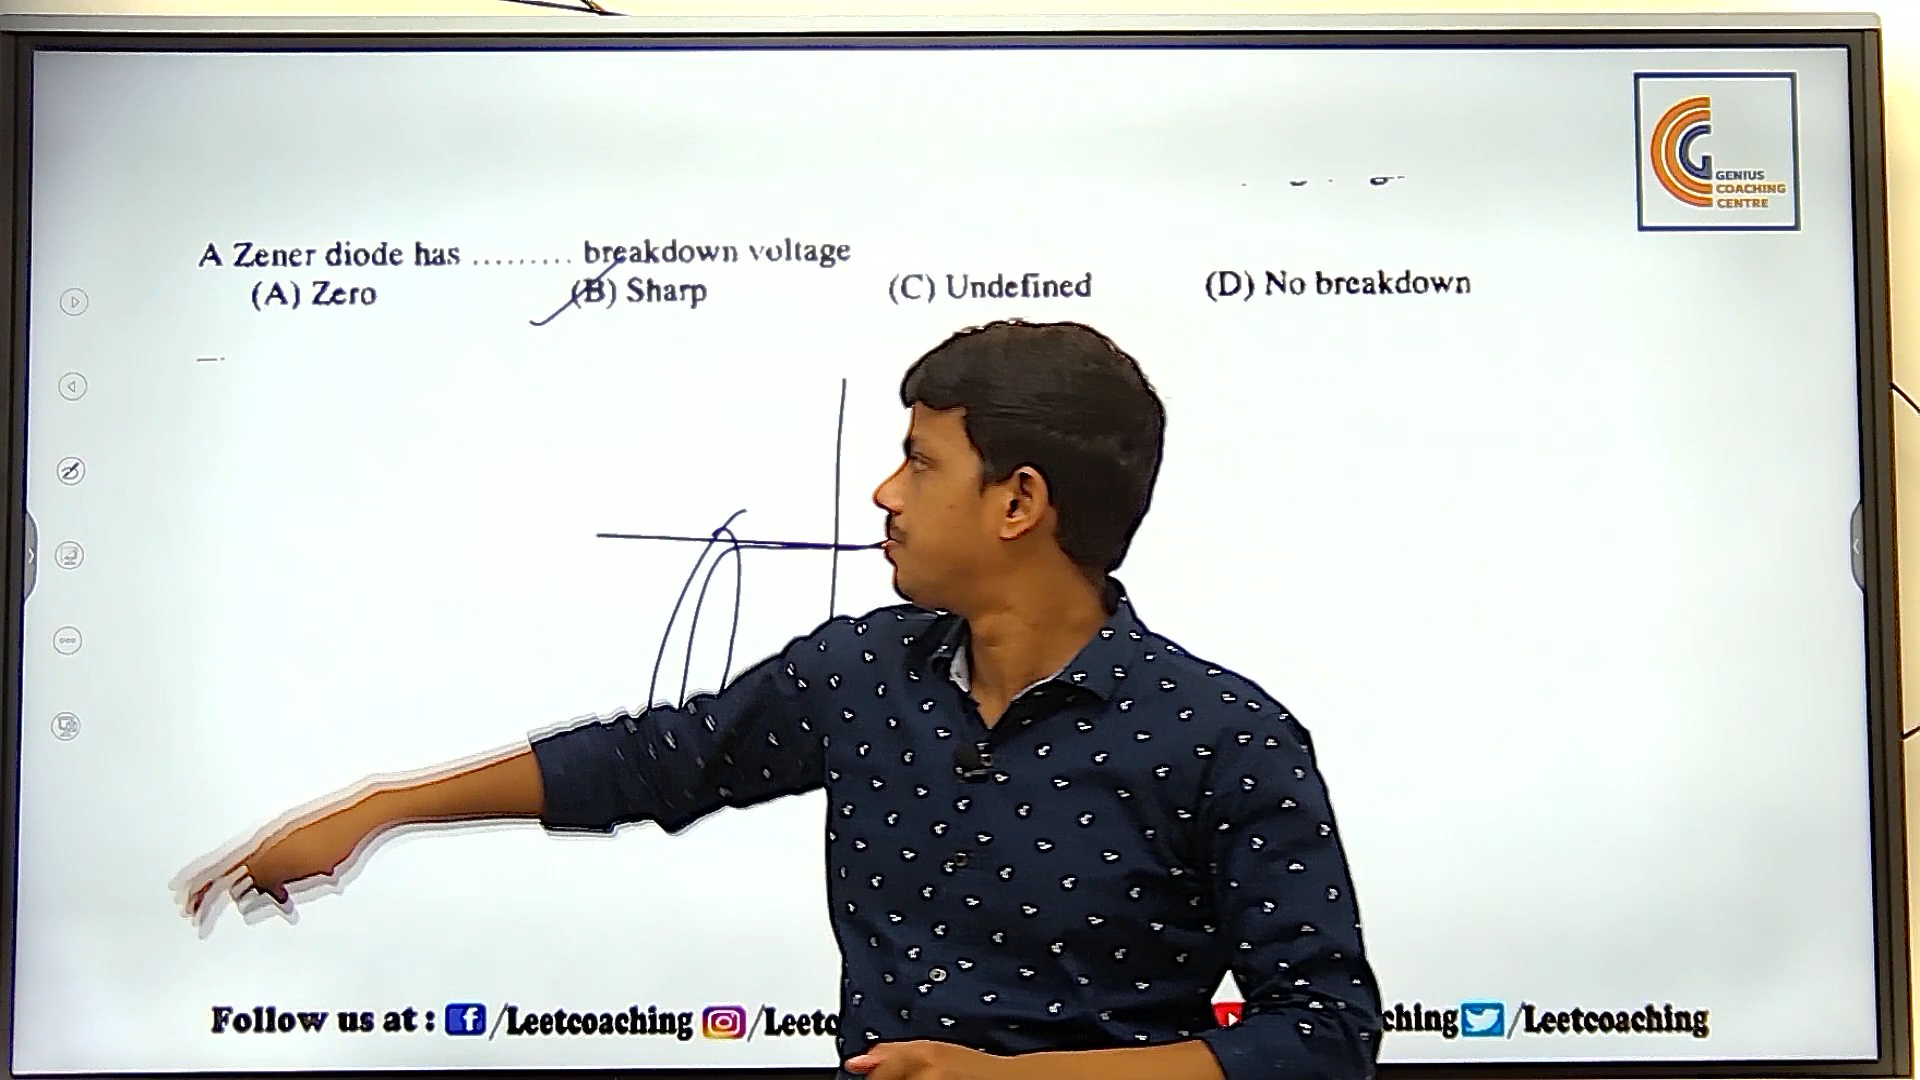 GENIUS
COACHING
CENTRE
A Zener diode has ......... breakdown voltage
(A) Zero (B) Sharp (C) Undefined (D) No breakdown
Follow us at : /Leetcoaching /Leetc ching /Leetcoaching